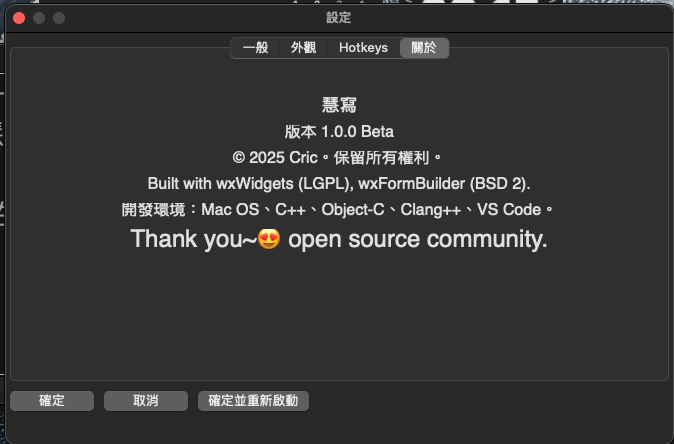 設定
一般 外觀 Hotkeys 關於
慧寫
版本 1.0.0 Beta
© 2025 Cric。保留所有權利。
Built with wxWidgets (LGPL), wxFormBuilder (BSD 2).
開發環境：Mac OS、C++、Object-C、Clang++、VS Code。
Thank you~😍 open source community.
確定 取消 確定並重新啟動